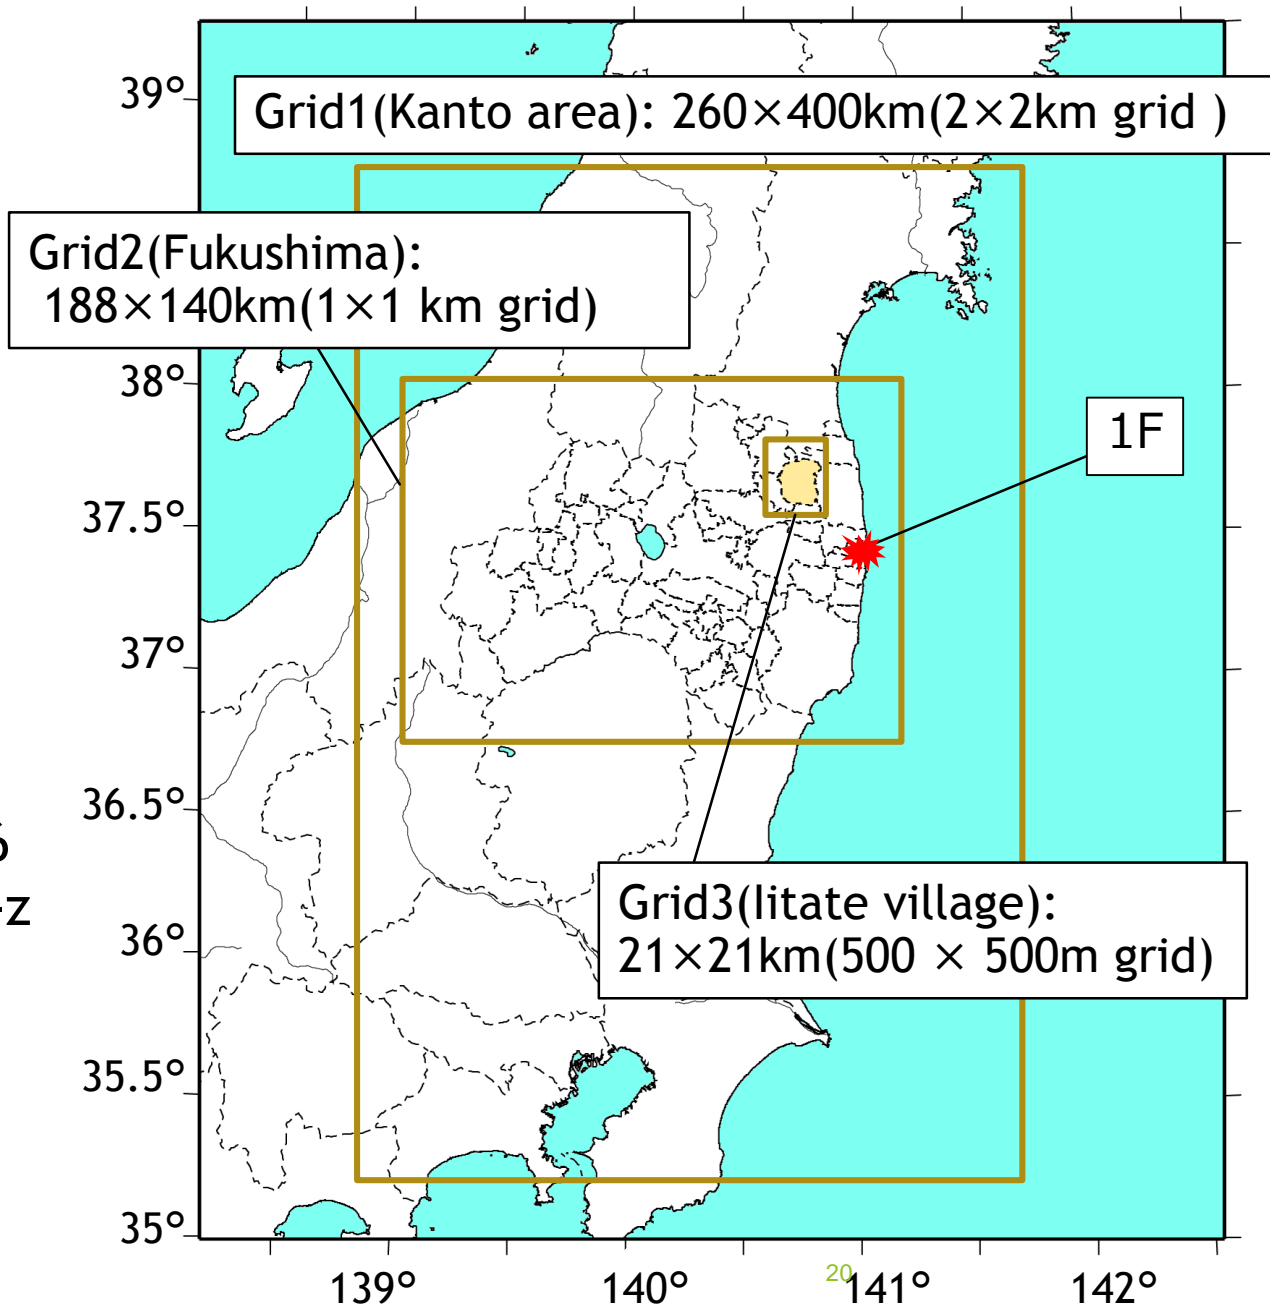 39°
Grid1(Kanto area): 260×400km(2×2km grid )
Grid2(Fukushima):
188×140km(1×1 km grid)
38°
1F
37.5°
37°
36.5°
6
-z
Grid3(Iitate village):
21×21km(500 × 500m grid)
36°
35.5°
35°
139°
140°
20
141°
142°